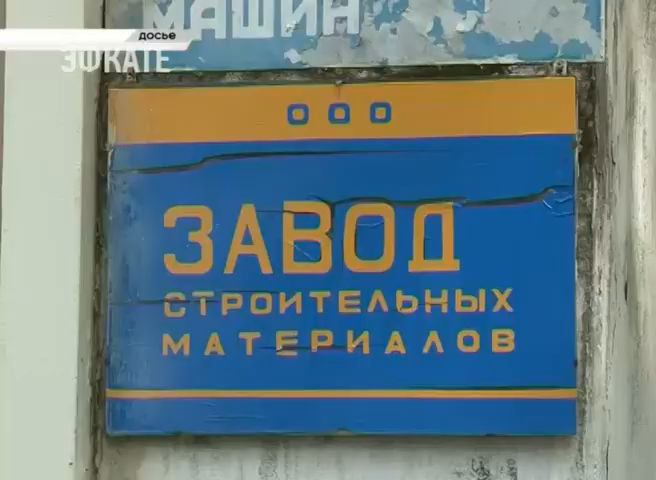 МАШИН
досье
ЭФКАТЕ
ООО
ЗАВОД
СТРОИТЕЛЬНЫХ
МАТЕРИАЛОВ